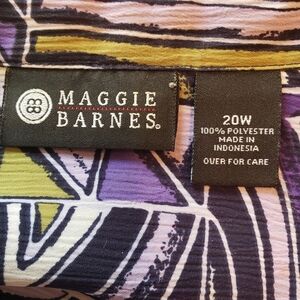 MAGGIE
BARNES.
20W
100% POLYESTER
MADE IN
INDONESIA
OVER FOR CARE